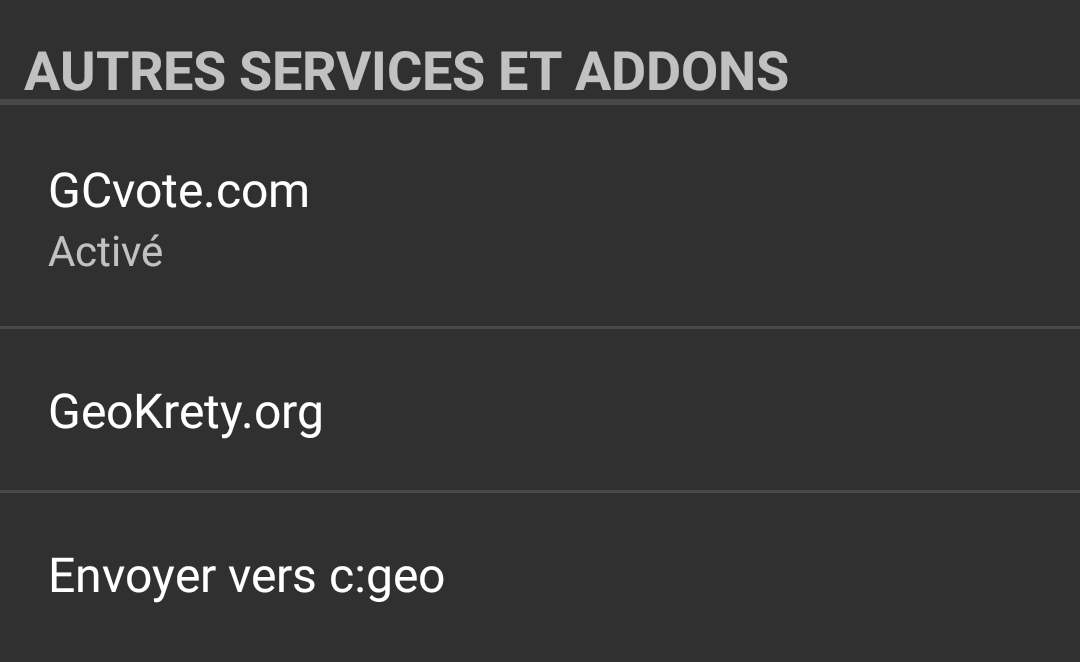 AUTRES SERVICES ET ADDONS
GCvote.com
Activé
GeoKrety.org
Envoyer vers c:geo